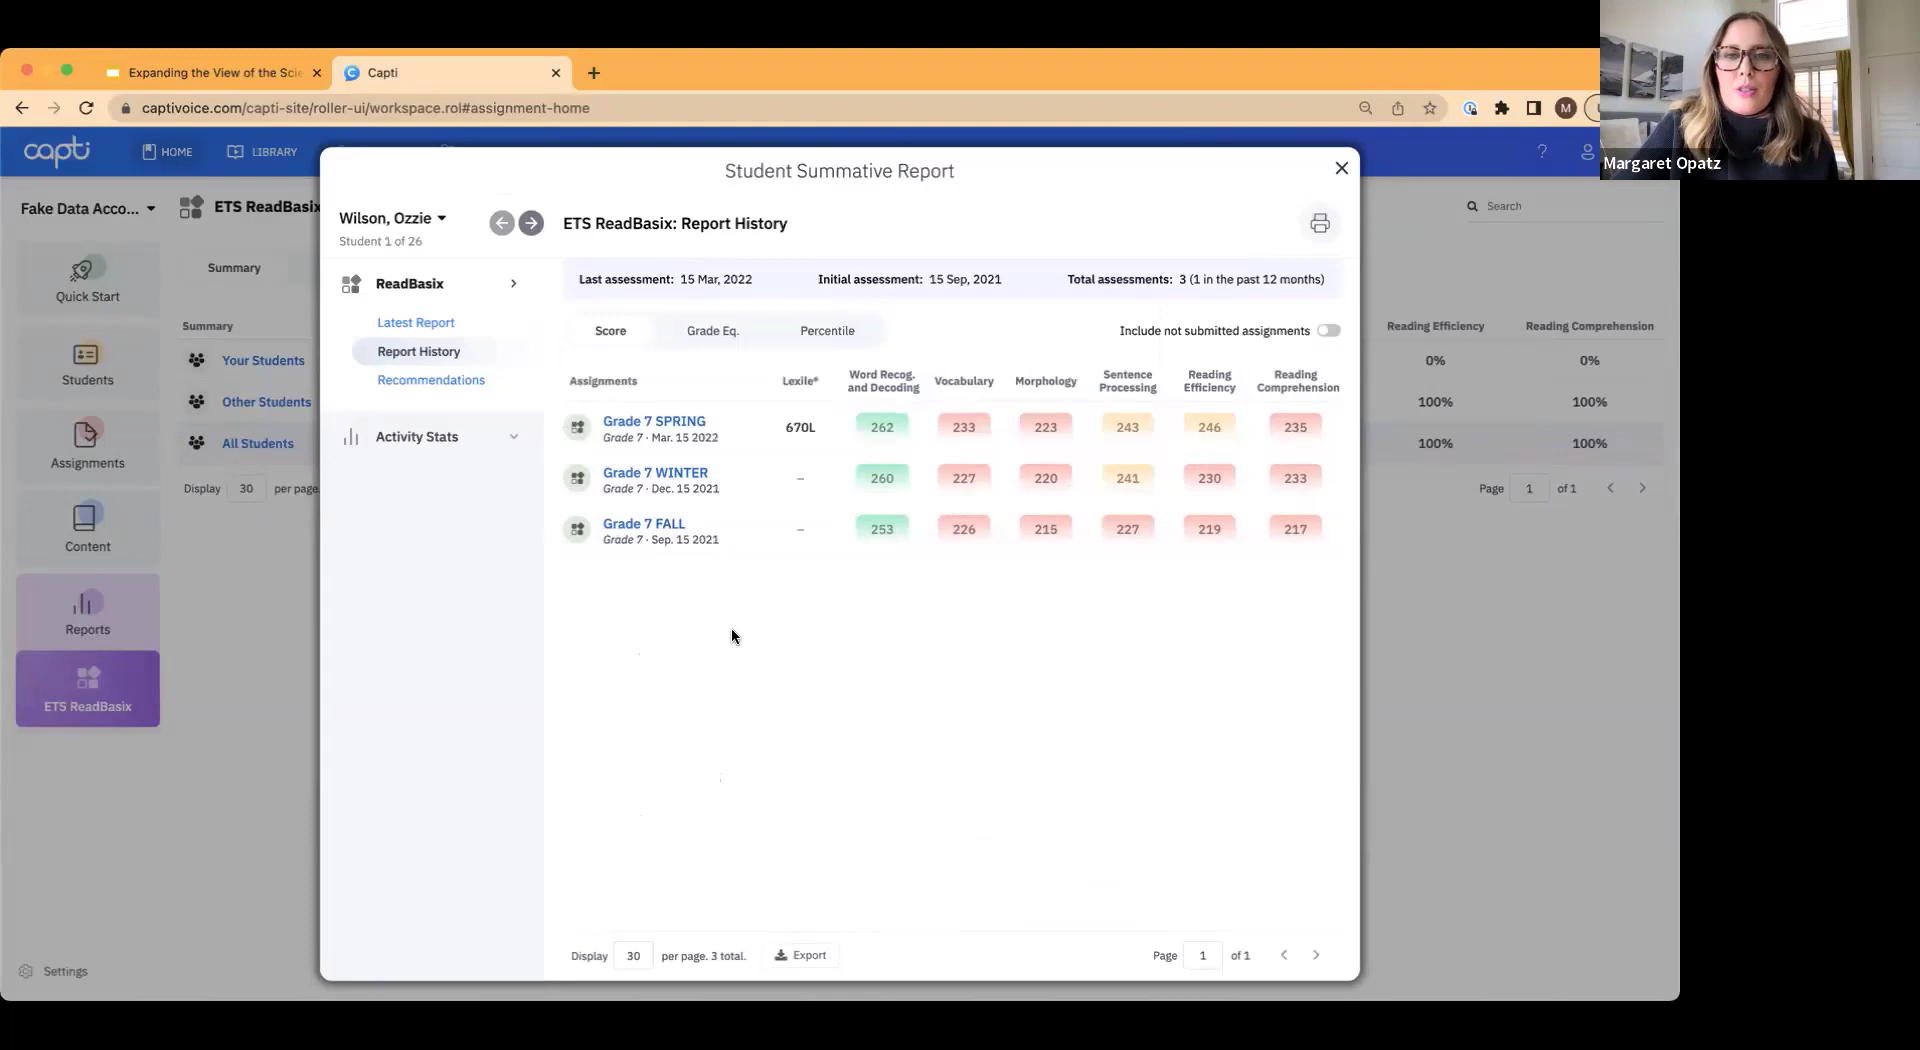 Expanding the View of the Scie
Capti
captivoice.com/capti-site/roller-ui/workspace.rol#assignment-home
M
Margaret Opatz
capti
HOME
LIBRARY
Fake Data Acco...
ETS ReadBasix
Search
Quick Start
Students
Assignments
Content
Reports
ETS ReadBasix
Settings
Summary
Summary
Your Students
Other Students
All Students
Display 30 per page.
Reading Efficiency Reading Comprehension
0% 0%
100% 100%
100% 100%
Page 1 of 1
Student Summative Report
Wilson, Ozzie
Student 1 of 26
ReadBasix
Latest Report
Report History
Recommendations
Activity Stats
ETS ReadBasix: Report History
Last assessment: 15 Mar, 2022 Initial assessment: 15 Sep, 2021 Total assessments: 3 (1 in the past 12 months)
Score Grade Eq. Percentile Include not submitted assignments
Assignments Lexile® Word Recog. and Decoding Vocabulary Morphology Sentence Processing Reading Efficiency Reading Comprehension
Grade 7 SPRING 670L 262 233 223 243 246 235
Grade 7 · Mar. 15 2022
Grade 7 WINTER – 260 227 220 241 230 233
Grade 7 · Dec. 15 2021
Grade 7 FALL – 253 226 215 227 219 217
Grade 7 · Sep. 15 2021
Display 30 per page. 3 total. Export Page 1 of 1